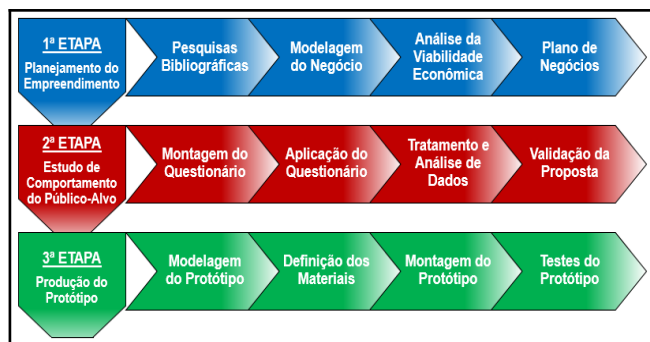 1ª ETAPA
Planejamento do
Empreendimento
Pesquisas
Bibliográficas
Modelagem
do Negócio
Análise da
Viabilidade
Econômica
Plano de
Negócios
2ª ETAPA
Estudo de
Comportamento
do Público-Alvo
Montagem do
Questionário
Aplicação do
Questionário
Tratamento e
Análise de
Dados
Validação da
Proposta
3ª ETAPA
Produção do
Protótipo
Modelagem
do Protótipo
Definição dos
Materiais
Montagem do
Protótipo
Testes do
Protótipo